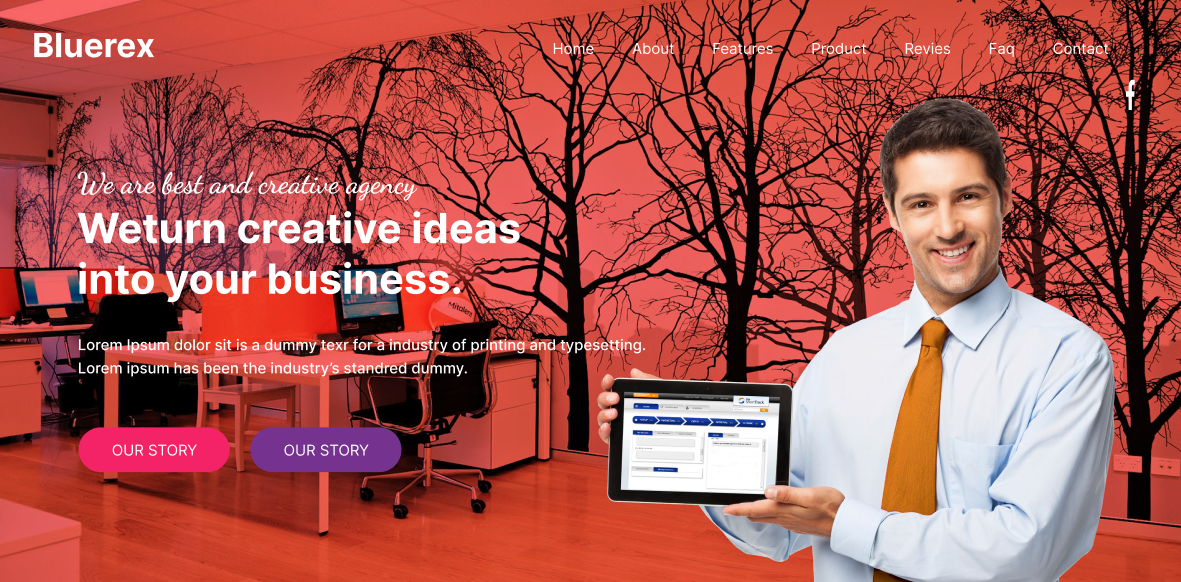 Bluerex
Home About Features Product Revies Faq Contact
f
We are best and creative agency
Weturn creative ideas
into your business.
Lorem Ipsum dolor sit is a dummy texr for a industry of printing and typesetting.
Lorem ipsum has been the industry's standred dummy.
OUR STORY OUR STORY